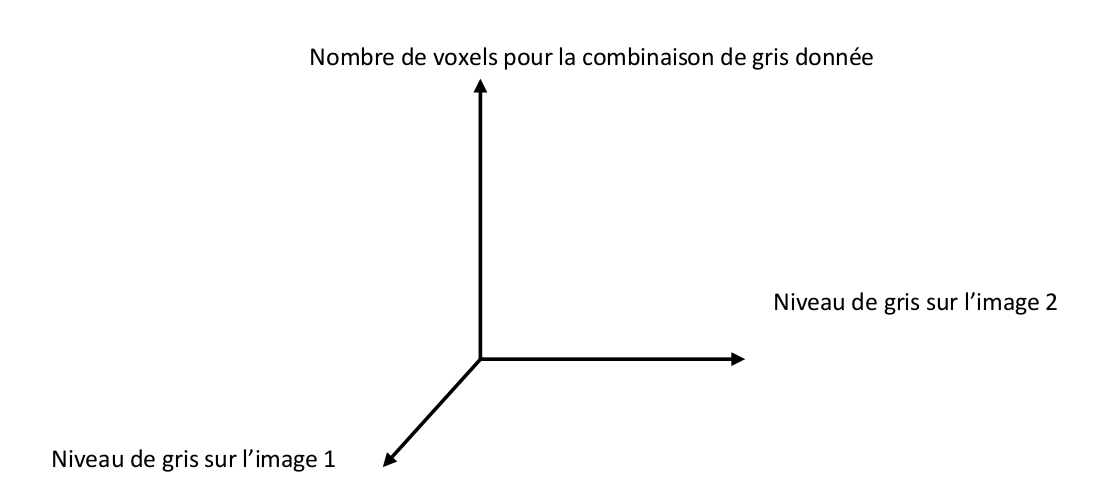 Nombre de voxels pour la combinaison de gris donnée
Niveau de gris sur l’image 2
Niveau de gris sur l’image 1